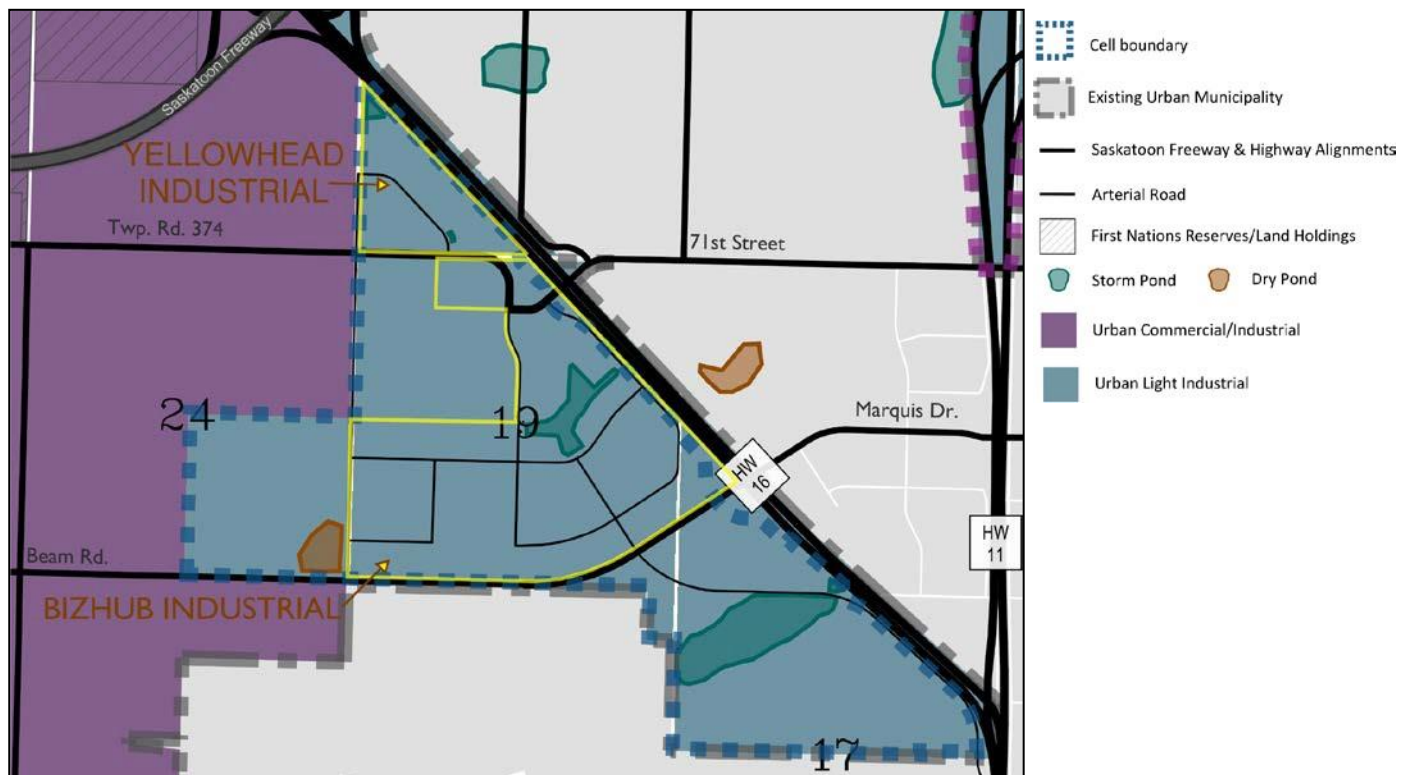 Saskatoon Freeway
YELLOWHEAD
INDUSTRIAL
Twp. Rd. 374
71st Street
24
19
Marquis Dr.
HW
16
HW
11
Beam Rd.
BIZHUB INDUSTRIAL
17
Cell boundary
Existing Urban Municipality
Saskatoon Freeway & Highway Alignments
Arterial Road
First Nations Reserves/Land Holdings
Storm Pond
Dry Pond
Urban Commercial/Industrial
Urban Light Industrial